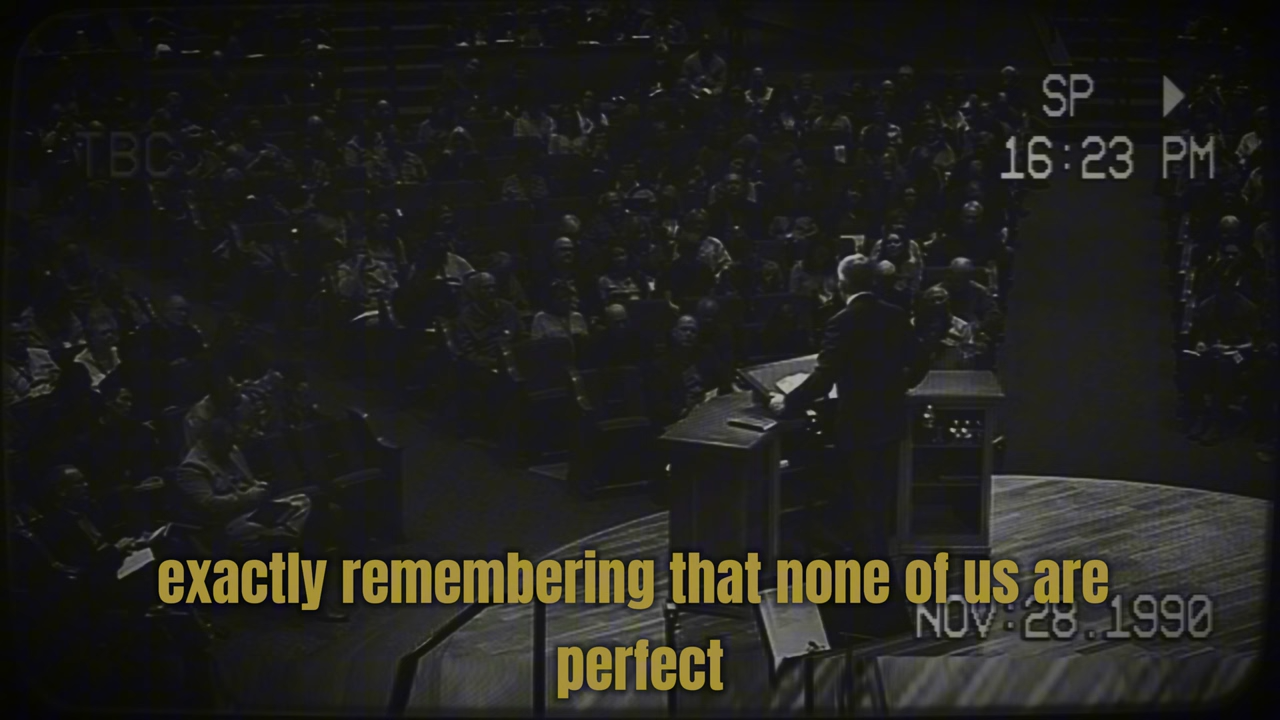 SP
TBC
16:23 PM
exactly remembering that none of us are
NOV.28.1990
perfect